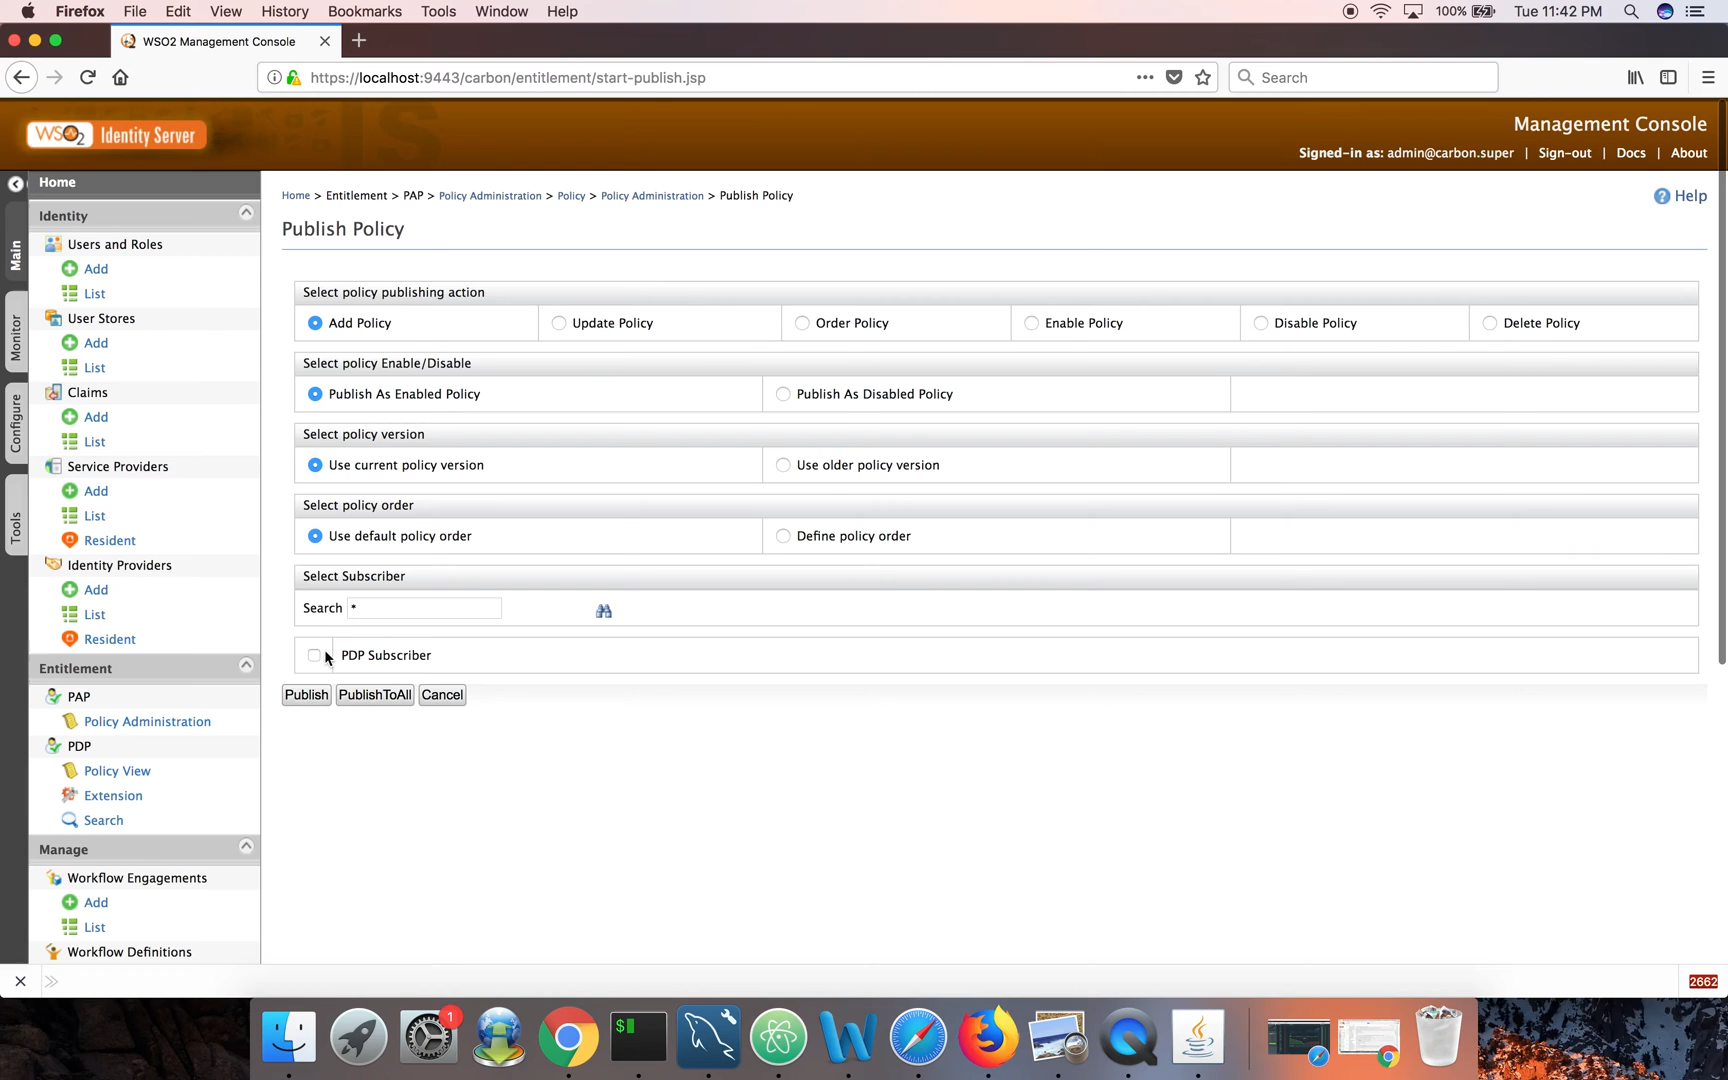 Firefox File Edit View History Bookmarks Tools Window Help 100% Tue 11:42 PM
WSO2 Management Console
https://localhost:9443/carbon/entitlement/start-publish.jsp Search
WSO2 Identity Server
Management Console
Signed-in as: admin@carbon.super | Sign-out | Docs | About
Home
Home > Entitlement > PAP > Policy Administration > Policy > Policy Administration > Publish Policy
Help
Publish Policy
Main
Monitor
Configure
Tools
Identity
Users and Roles
Add
List
User Stores
Add
List
Claims
Add
List
Service Providers
Add
List
Resident
Identity Providers
Add
List
Resident
Entitlement
PAP
Policy Administration
PDP
Policy View
Extension
Search
Manage
Workflow Engagements
Add
List
Workflow Definitions
Select policy publishing action
Add Policy Update Policy Order Policy Enable Policy Disable Policy Delete Policy
Select policy Enable/Disable
Publish As Enabled Policy Publish As Disabled Policy
Select policy version
Use current policy version Use older policy version
Select policy order
Use default policy order Define policy order
Select Subscriber
Search *
PDP Subscriber
Publish PublishToAll Cancel
2662
1
$
W